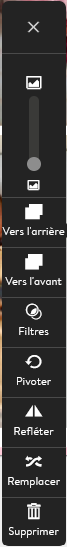 Vers l'arrière
Vers l'avant
Filtres
Pivoter
Refléter
Remplacer
Supprimer